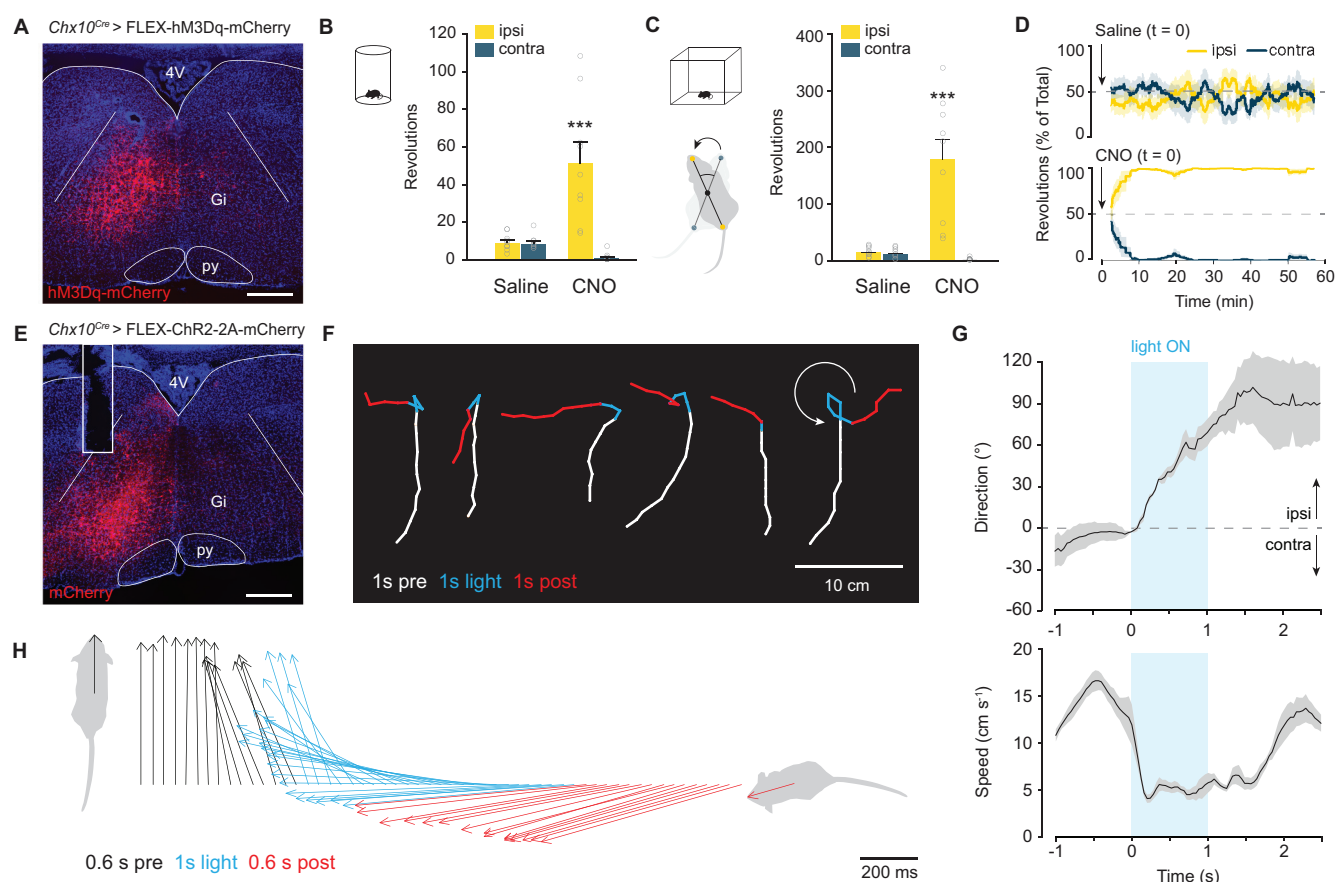 A
Chx10Cre > FLEX-hM3Dq-mCherry
4V
Gi
py
hM3Dq-mCherry
B
ipsi
contra
Revolutions
120
100
80
60
40
20
0
***
Saline
CNO
C
ipsi
contra
Revolutions
400
300
200
100
0
***
Saline
CNO
D
Saline (t = 0)
ipsi
contra
100
50
0
Revolutions (% of Total)
CNO (t = 0)
100
50
0
0 10 20 30 40 50 60
Time (min)
E
Chx10Cre > FLEX-ChR2-2A-mCherry
4V
Gi
py
mCherry
F
1s pre 1s light 1s post
10 cm
G
light ON
Direction (°)
120
90
60
30
0
-30
-60
ipsi
contra
-1 0 1 2
Speed (cm s-1)
20
15
10
5
0
-1 0 1 2
Time (s)
H
0.6 s pre 1s light 0.6 s post
200 ms